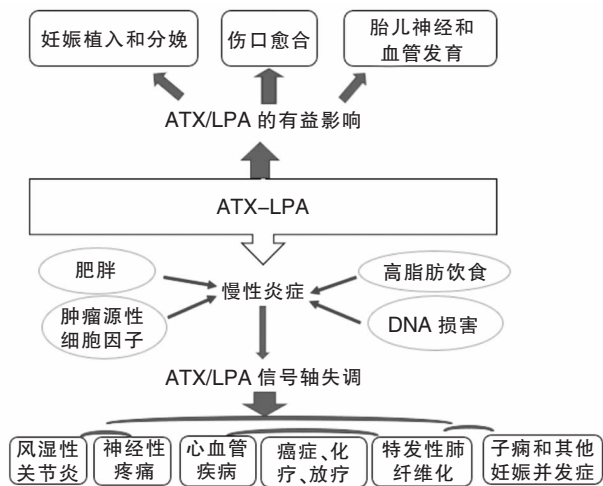 妊娠植入和分娩
伤口愈合
胎儿神经和
血管发育
ATX/LPA 的有益影响
ATX–LPA
肥胖
高脂肪饮食
慢性炎症
肿瘤源性
细胞因子
DNA 损害
ATX/LPA 信号轴失调
风湿性
关节炎
神经性
疼痛
心血管
疾病
癌症、化
疗、放疗
特发性肺
纤维化
子痫和其他
妊娠并发症